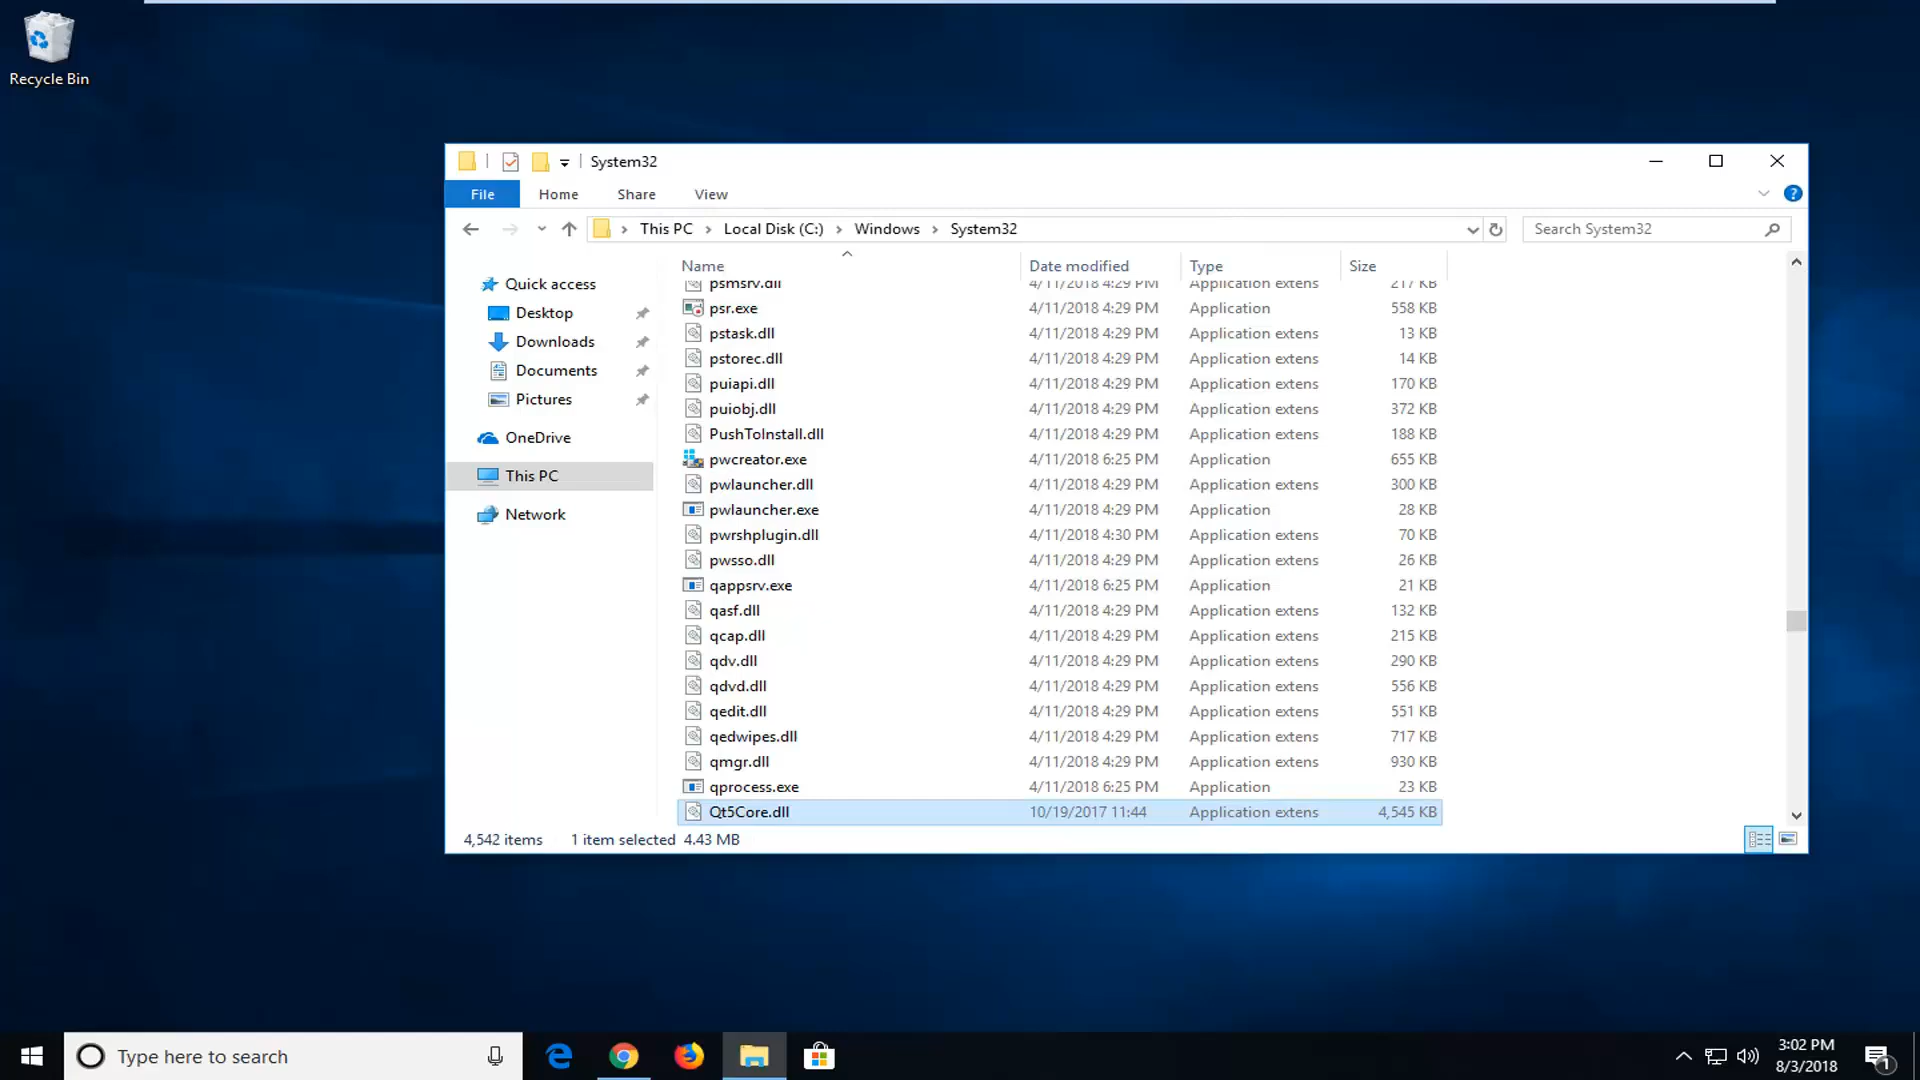 Recycle Bin
System32
File Home Share View
This PC Local Disk (C:) Windows System32
Search System32
Name Date modified Type Size
Quick access
Desktop
Downloads
Documents
Pictures
OneDrive
This PC
Network
psmsrv.dll 4/11/2018 4:29 PM Application extens 217 KB
psr.exe 4/11/2018 4:29 PM Application 558 KB
pstask.dll 4/11/2018 4:29 PM Application extens 13 KB
pstorec.dll 4/11/2018 4:29 PM Application extens 14 KB
puiapi.dll 4/11/2018 4:29 PM Application extens 170 KB
puiobj.dll 4/11/2018 4:29 PM Application extens 372 KB
PushToInstall.dll 4/11/2018 4:29 PM Application extens 188 KB
pwcreator.exe 4/11/2018 6:25 PM Application 655 KB
pwlauncher.dll 4/11/2018 4:29 PM Application extens 300 KB
pwlauncher.exe 4/11/2018 4:29 PM Application 28 KB
pwrshplugin.dll 4/11/2018 4:30 PM Application extens 70 KB
pwsso.dll 4/11/2018 4:29 PM Application extens 26 KB
qappsrv.exe 4/11/2018 6:25 PM Application 21 KB
qasf.dll 4/11/2018 4:29 PM Application extens 132 KB
qcap.dll 4/11/2018 4:29 PM Application extens 215 KB
qdv.dll 4/11/2018 4:29 PM Application extens 290 KB
qdvd.dll 4/11/2018 4:29 PM Application extens 556 KB
qedit.dll 4/11/2018 4:29 PM Application extens 551 KB
qedwipes.dll 4/11/2018 4:29 PM Application extens 717 KB
qmgr.dll 4/11/2018 4:29 PM Application extens 930 KB
qprocess.exe 4/11/2018 6:25 PM Application 23 KB
Qt5Core.dll 10/19/2017 11:44 Application extens 4,545 KB
4,542 items 1 item selected 4.43 MB
Type here to search
3:02 PM
8/3/2018
1